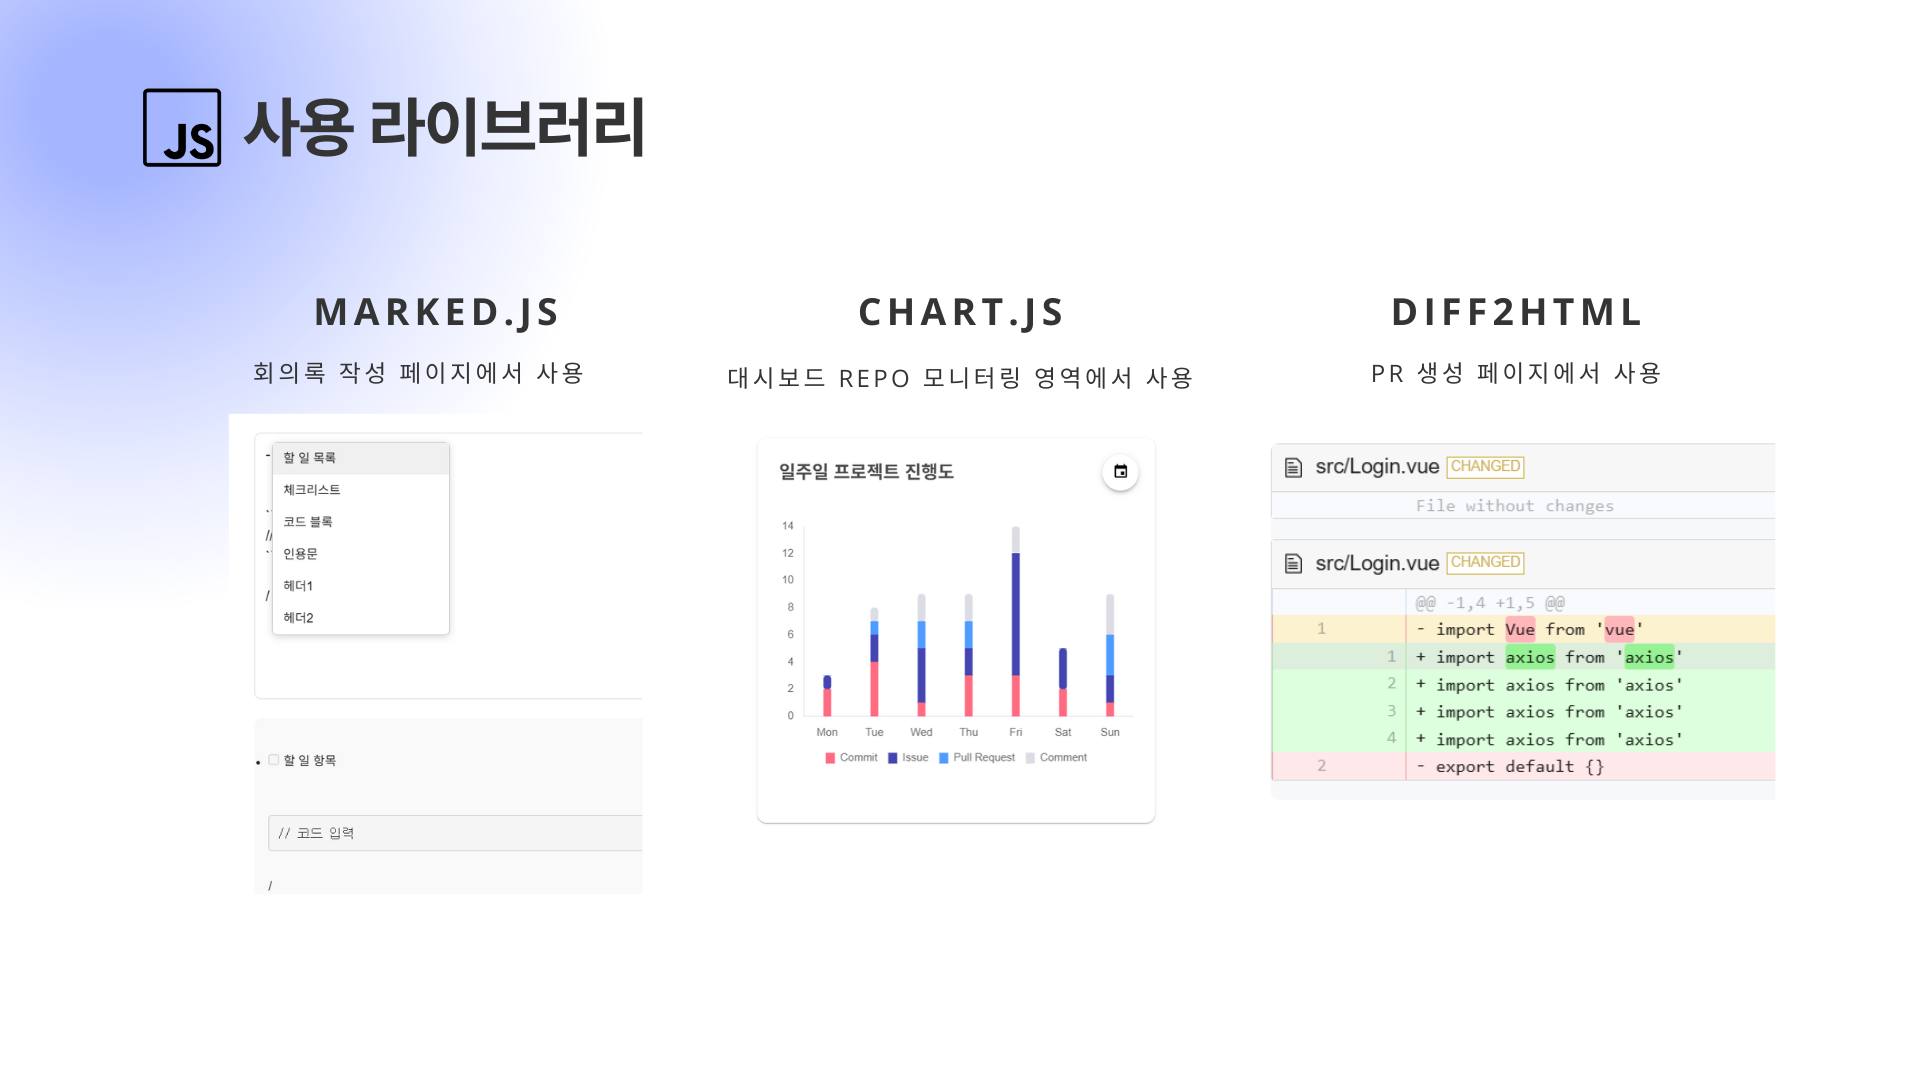 JS 사용 라이브러리
MARKED.JS
회의록 작성 페이지에서 사용
-
할 일 목록
체크리스트
코드 블록
//
인용문
헤더1
/
헤더2
할 일 항목
// 코드 입력
/
CHART.JS
대시보드 REPO 모니터링 영역에서 사용
일주일 프로젝트 진행도
14
12
10
8
6
4
2
0
Mon Tue Wed Thu Fri Sat Sun
Commit Issue Pull Request Comment
DIFF2HTML
PR 생성 페이지에서 사용
src/Login.vue CHANGED
File without changes
src/Login.vue CHANGED
@@ -1,4 +1,5 @@
1 - import Vue from 'vue'
1 + import axios from 'axios'
2 + import axios from 'axios'
3 + import axios from 'axios'
4 + import axios from 'axios'
2 - export default {}